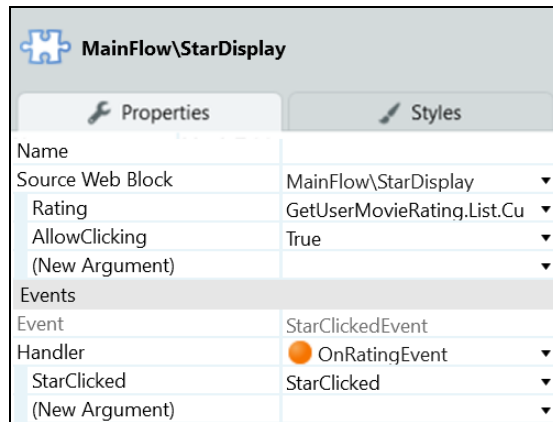 MainFlow\StarDisplay
Properties Styles
Name
Source Web Block MainFlow\StarDisplay
Rating GetUserMovieRating.List.Cu
AllowClicking True
(New Argument)
Events
Event StarClickedEvent
Handler OnRatingEvent
StarClicked StarClicked
(New Argument)